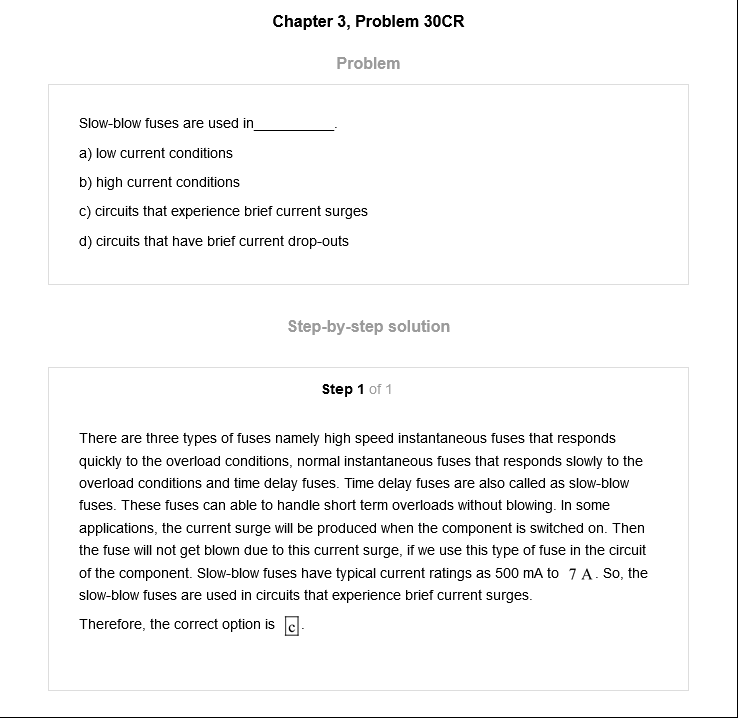 Chapter 3, Problem 30CR
Problem
Slow-blow fuses are used in__________.
a) low current conditions
b) high current conditions
c) circuits that experience brief current surges
d) circuits that have brief current drop-outs
Step-by-step solution
Step 1 of 1
There are three types of fuses namely high speed instantaneous fuses that responds
quickly to the overload conditions, normal instantaneous fuses that responds slowly to the
overload conditions and time delay fuses. Time delay fuses are also called as slow-blow
fuses. These fuses can able to handle short term overloads without blowing. In some
applications, the current surge will be produced when the component is switched on. Then
the fuse will not get blown due to this current surge, if we use this type of fuse in the circuit
of the component. Slow-blow fuses have typical current ratings as 500 mA to 7 A. So, the
slow-blow fuses are used in circuits that experience brief current surges.
Therefore, the correct option is c.